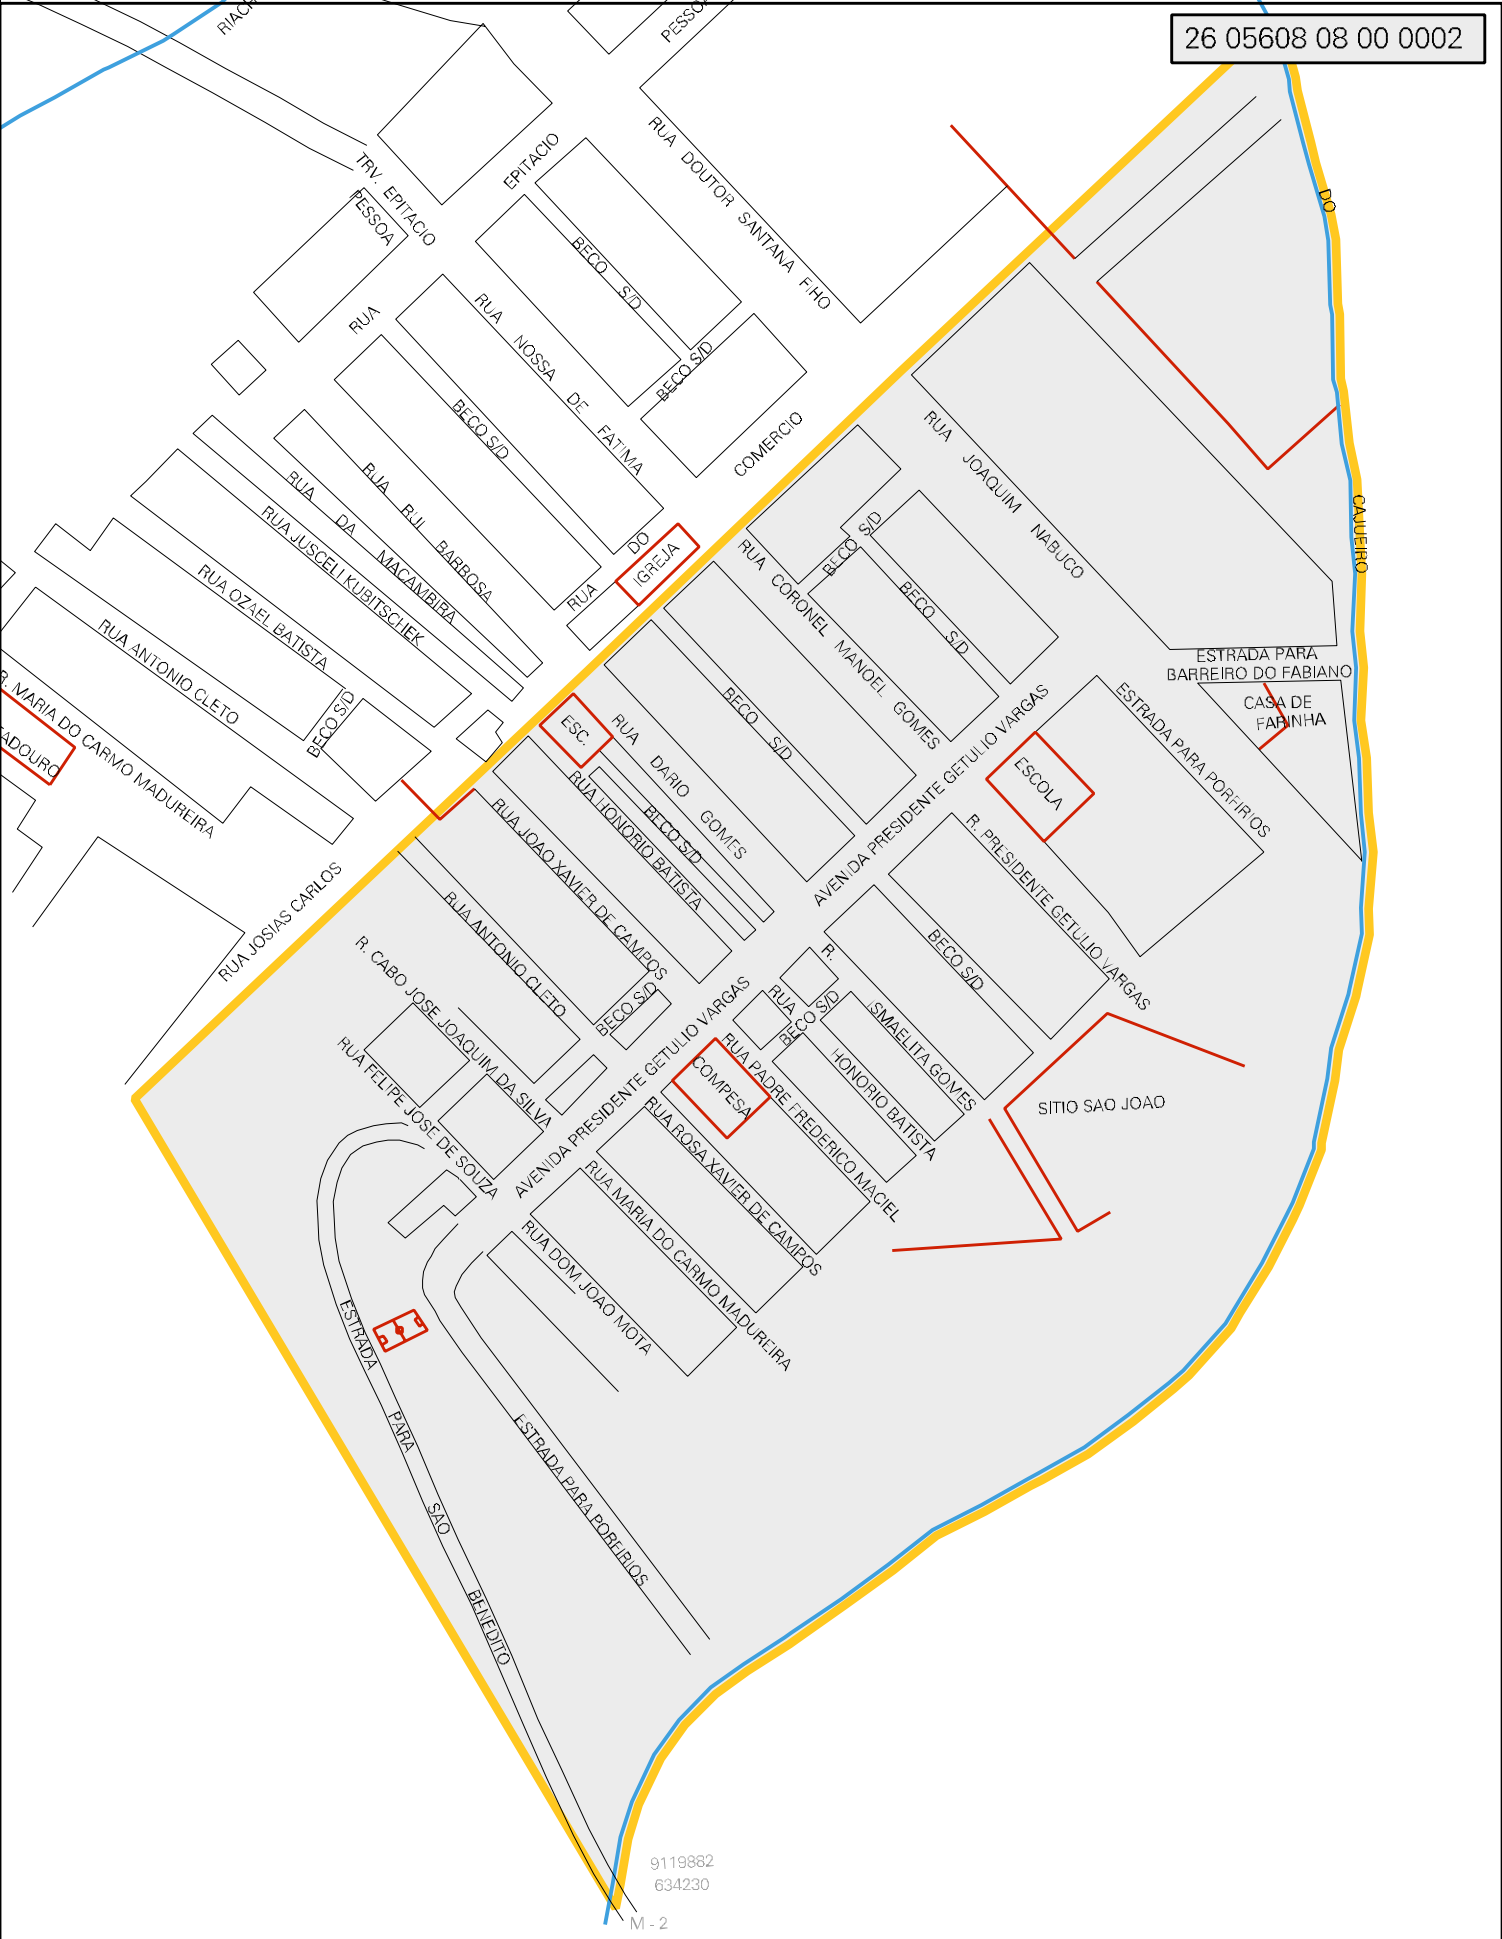 26 05608 08 00 0002
PESSOA
TRV. EPITACIO
PESSOA
EPITACIO
RUA
RUA DOUTOR SANTANA FIHO
DO
BECO S/D
RUA NOSSA DE FATIMA
BECO S/D
BECO S/D
COMERCIO
DO
RUA
IGREJA
RUA RUI BARBOSA
RUA DA MACAMBIRA
RUA JUSCELI KUBITSCHEK
RUA OZAEL BATISTA
RUA ANTONIO CLETO
BECO S/D
R. MARIA DO CARMO MADUREIRA
ADOURO
RUA JOSIAS CARLOS
RUA JOAQUIM NABUCO
CAJUEIRO
BECO S/D
BECO S/D
RUA CORONEL MANOEL GOMES
ESTRADA PARA
BARREIRO DO FABIANO
CASA DE
FARINHA
ESTRADA PARA PORFIRIOS
ESCOLA
AVENIDA PRESIDENTE GETULIO VARGAS
BECO S/D
ESC.
RUA DARIO GOMES
BECO S/D
RUA HONORIO BATISTA
RUA JOAO XAVIER DE CAMPOS
RUA ANTONIO CLETO
R. CABO JOSE JOAQUIM DA SILVA
RUA FELIPE JOSE DE SOUZA
BECO S/D
AVENIDA PRESIDENTE GETULIO VARGAS
R. PRESIDENTE GETULIO VARGAS
BECO S/D
R. ISMAELITA GOMES
BECO S/D
RUA HONORIO BATISTA
RUA PADRE FREDERICO MACIEL
COMPESA
RUA ROSA XAVIER DE CAMPOS
RUA MARIA DO CARMO MADUREIRA
RUA DOM JOAO MOTA
SITIO SAO JOAO
ESTRADA PARA SAO BENEDITO
ESTRADA PARA PORFIRIOS
9119882
634230
M - 2